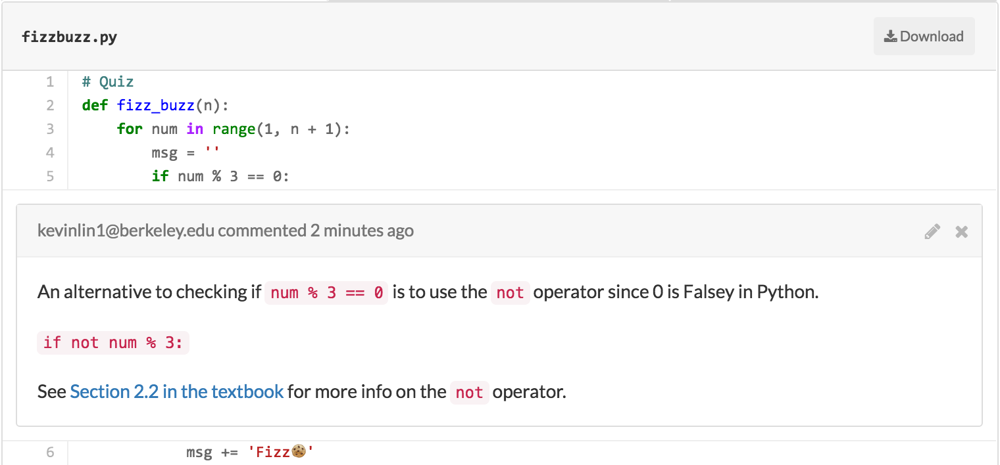 fizzbuzz.py
Download
1 # Quiz
2 def fizz_buzz(n):
3     for num in range(1, n + 1):
4         msg = ''
5         if num % 3 == 0:
kevinlin1@berkeley.edu commented 2 minutes ago
An alternative to checking if num % 3 == 0 is to use the not operator since 0 is Falsey in Python.
if not num % 3:
See Section 2.2 in the textbook for more info on the not operator.
6             msg += 'Fizz🍪'